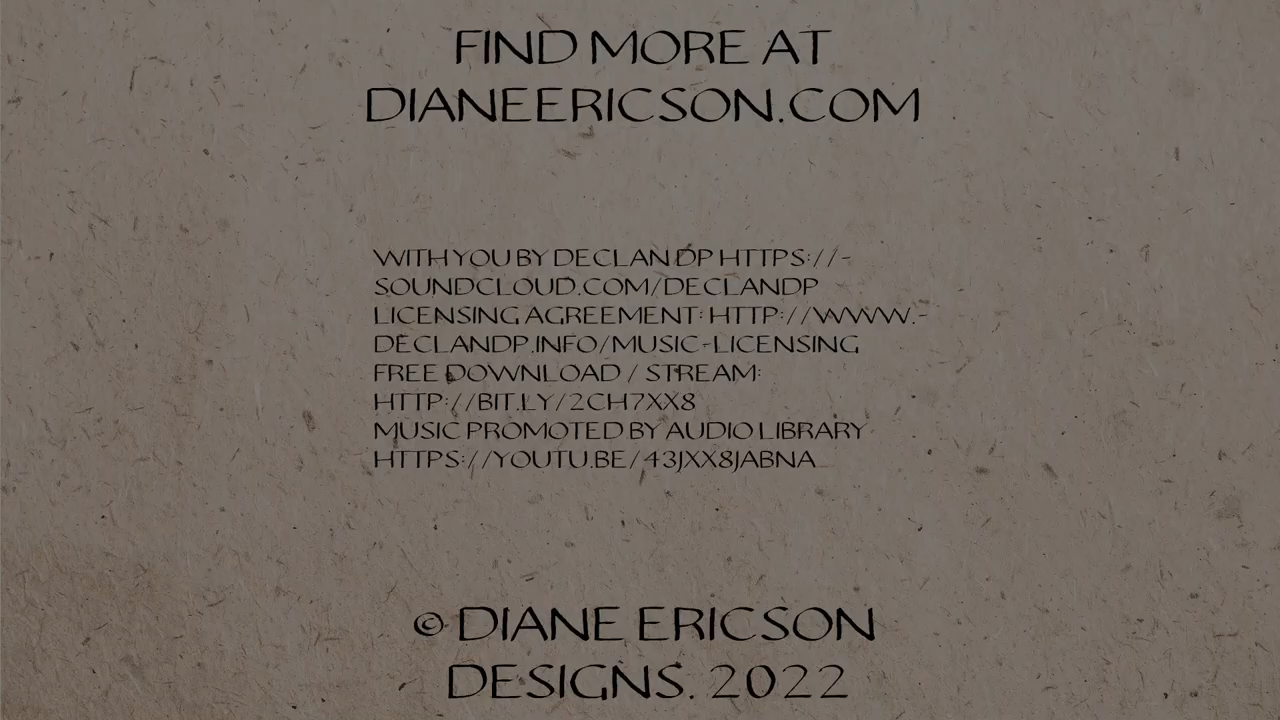 FIND MORE AT
DIANEERICSON.COM
WITH YOU BY DECLAN DP HTTPS://-
SOUNDCLOUD.COM/DECLANDP
LICENSING AGREEMENT: HTTP://WWW.-
DECLANDP.INFO/MUSIC-LICENSING
FREE DOWNLOAD / STREAM:
HTTP://BIT.LY/2CH7XX8
MUSIC PROMOTED BY AUDIO LIBRARY
HTTPS://YOUTU.BE/43JXX8JABNA
© DIANE ERICSON
DESIGNS. 2022